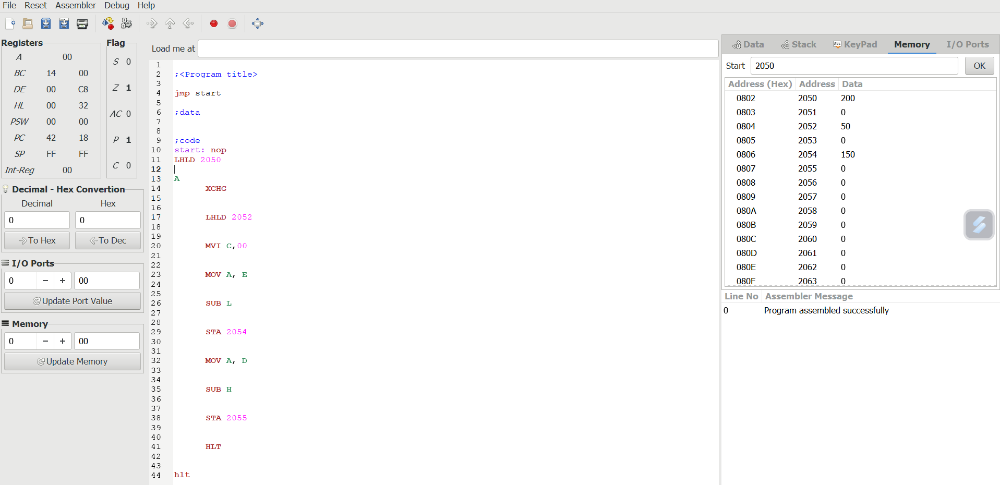 File Reset Assembler Debug Help
Registers
A 00
BC 14 00
DE 00 C8
HL 00 32
PSW 00 00
PC 42 18
SP FF FF
Int-Reg 00
Flag
S 0
Z 1
AC 0
P 1
C 0
Decimal - Hex Convertion
Decimal Hex
0 0
To Hex To Dec
I/O Ports
0 − + 00
Update Port Value
Memory
0 − + 00
Update Memory
Load me at
1
2 ;<Program title>
3
4 jmp start
5
6 ;data
7
8
9 ;code
10 start: nop
11 LHLD 2050
12
13 A
14 XCHG
15
16
17 LHLD 2052
18
19
20 MVI C,00
21
22
23 MOV A, E
24
25
26 SUB L
27
28
29 STA 2054
30
31
32 MOV A, D
33
34
35 SUB H
36
37
38 STA 2055
39
40
41 HLT
42
43
44 hlt
Data Stack KeyPad Memory I/O Ports
Start 2050 OK
Address (Hex) Address Data
0802 2050 200
0803 2051 0
0804 2052 50
0805 2053 0
0806 2054 150
0807 2055 0
0808 2056 0
0809 2057 0
080A 2058 0
080B 2059 0
080C 2060 0
080D 2061 0
080E 2062 0
080F 2063 0
Line No Assembler Message
0 Program assembled successfully